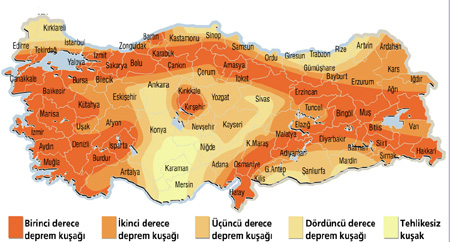 Kırklareli
Edirne
Tekirdağ
İstanbul
Zonguldak
Bartın
Kastamonu
Sinop
Samsun
Ordu
Giresun
Trabzon
Rize
Artvin
Ardahan
Yalova
İzmit
Sakarya
Bolu
Karabük
Çankırı
Çorum
Amasya
Tokat
Gümüşhane
Bayburt
Erzurum
Kars
Ağrı
Iğdır
Çanakkale
Bursa
Bilecik
Ankara
Kırıkkale
Yozgat
Sivas
Erzincan
Balıkesir
Kütahya
Eskişehir
Kırşehir
Tunceli
Bingöl
Muş
Van
Manisa
İzmir
Uşak
Afyon
Konya
Nevşehir
Kayseri
Malatya
Elazığ
Bitlis
Aydın
Denizli
Isparta
Burdur
Niğde
K.Maraş
Adıyaman
Diyarbakır
Batman
Siirt
Hakkari
Muğla
Antalya
Karaman
Mersin
Adana
Osmaniye
Kilis
G.Antep
Şanlıurfa
Mardin
Hatay
Birinci derece
deprem kuşağı
İkinci derece
deprem kuşağı
Üçüncü derece
deprem kuşağı
Dördüncü derece
deprem kuşağı
Tehlikesiz
kuşak